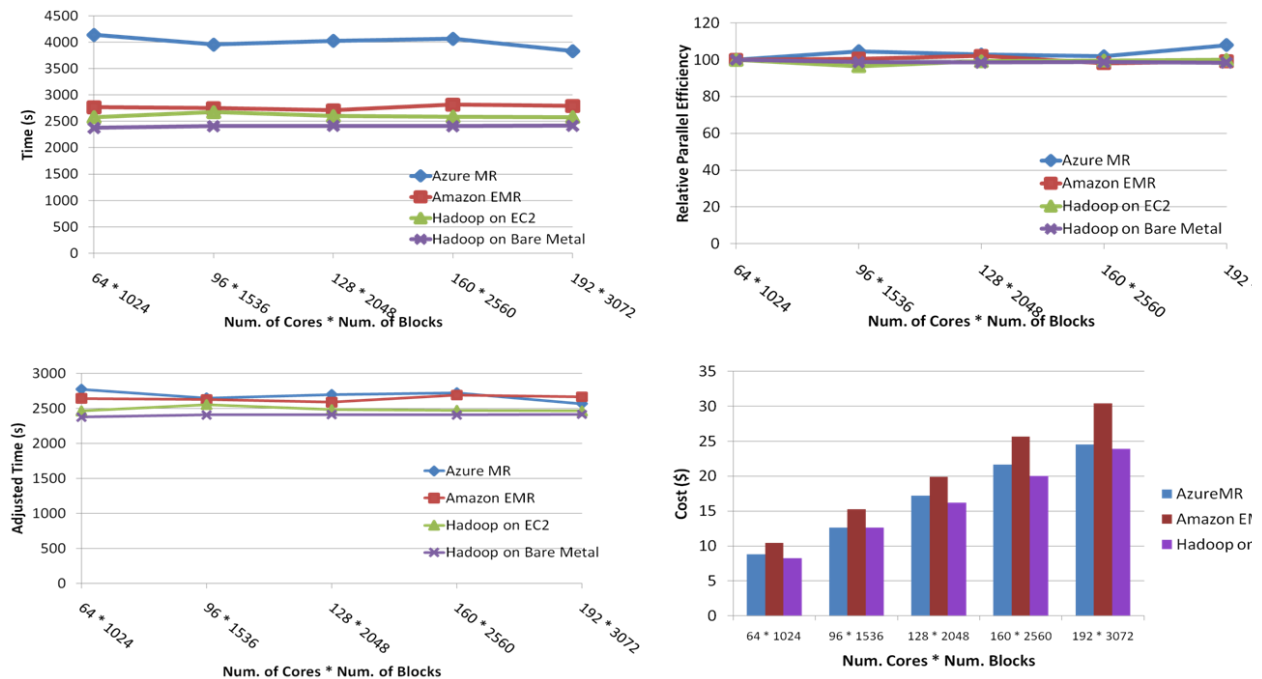 4500
4000
3500
3000
2500
2000
1500
1000
500
0
Time (s)
Azure MR
Amazon EMR
Hadoop on EC2
Hadoop on Bare Metal
64 * 1024
96 * 1536
128 * 2048
160 * 2560
192 * 3072
Num. of Cores * Num. of Blocks
120
100
80
60
40
20
0
Relative Parallel Efficiency
Azure MR
Amazon EMR
Hadoop on EC2
Hadoop on Bare Metal
64 * 1024
96 * 1536
128 * 2048
160 * 2560
192 *
Num. of Cores * Num. of Blocks
3000
2500
2000
1500
1000
500
0
Adjusted Time (s)
Azure MR
Amazon EMR
Hadoop on EC2
Hadoop on Bare Metal
64 * 1024
96 * 1536
128 * 2048
160 * 2560
192 * 3072
Num. of Cores * Num. of Blocks
35
30
25
20
15
10
5
0
Cost ($)
AzureMR
Amazon
Hadoop on
64 * 1024
96 * 1536
128 * 2048
160 * 2560
192 * 3072
Num. Cores * Num. Blocks